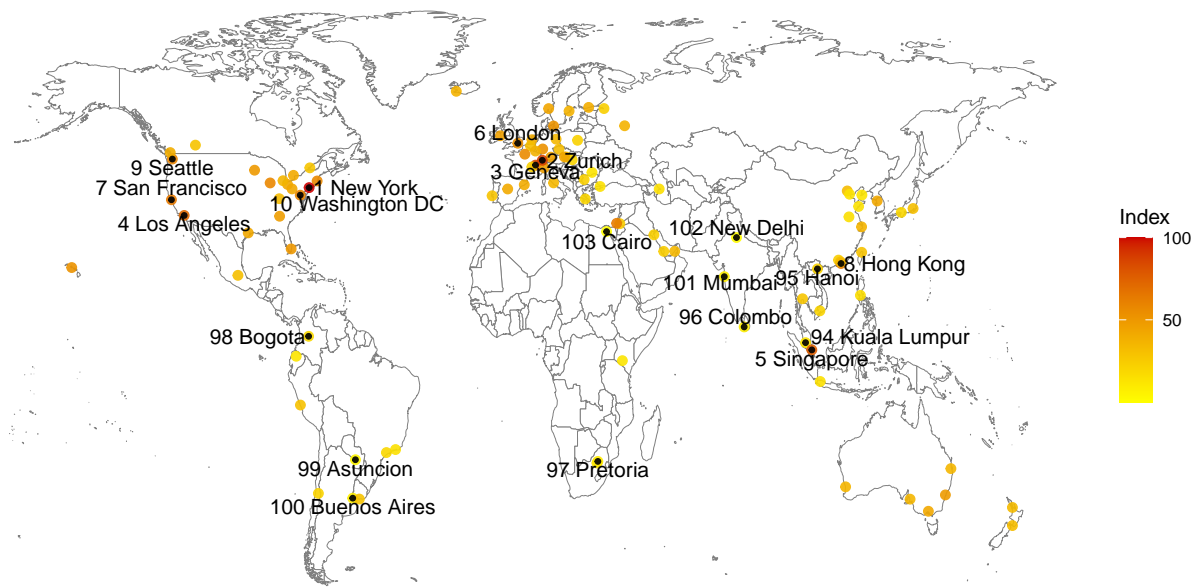 6 London
2 Zurich
3 Geneva
9 Seattle
7 San Francisco
1 New York
10 Washington DC
4 Los Angeles
102 New Delhi
103 Cairo
8 Hong Kong
95 Hanoi
101 Mumbai
96 Colombo
98 Bogota
94 Kuala Lumpur
5 Singapore
99 Asuncion
97 Pretoria
100 Buenos Aires
Index
100
50